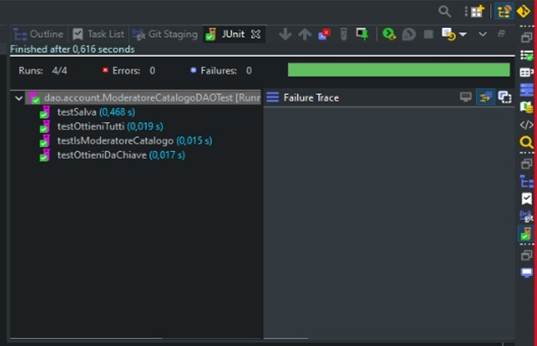 Outline Task List Git Staging JUnit
Finished after 0,616 seconds
Runs: 4/4 Errors: 0 Failures: 0
dao.account.ModeratoreCatalogoDAOTest [Runr
Failure Trace
testSalva (0,468 s)
testOttieniTutti (0,019 s)
testIsModeratoreCatalogo (0,015 s)
testOttieniDaChiave (0,017 s)